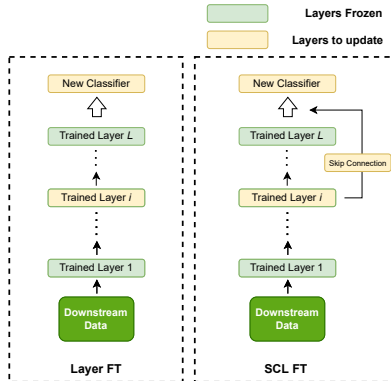 Layers Frozen
Layers to update
New Classifier
Trained Layer L
Trained Layer i
Trained Layer 1
Downstream
Data
Layer FT
New Classifier
Trained Layer L
Skip Connection
Trained Layer i
Trained Layer 1
Downstream
Data
SCL FT